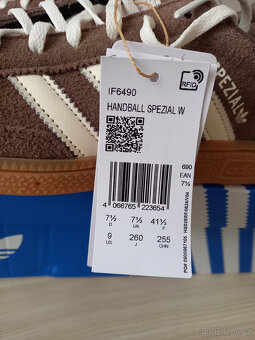 RFID
IF6490
HANDBALL SPEZIAL W
SPEZIAL
690
EAN
7½
4 066765 223654
7½ 7½ 41⅓
D UK F
9 260 255
US J CHN